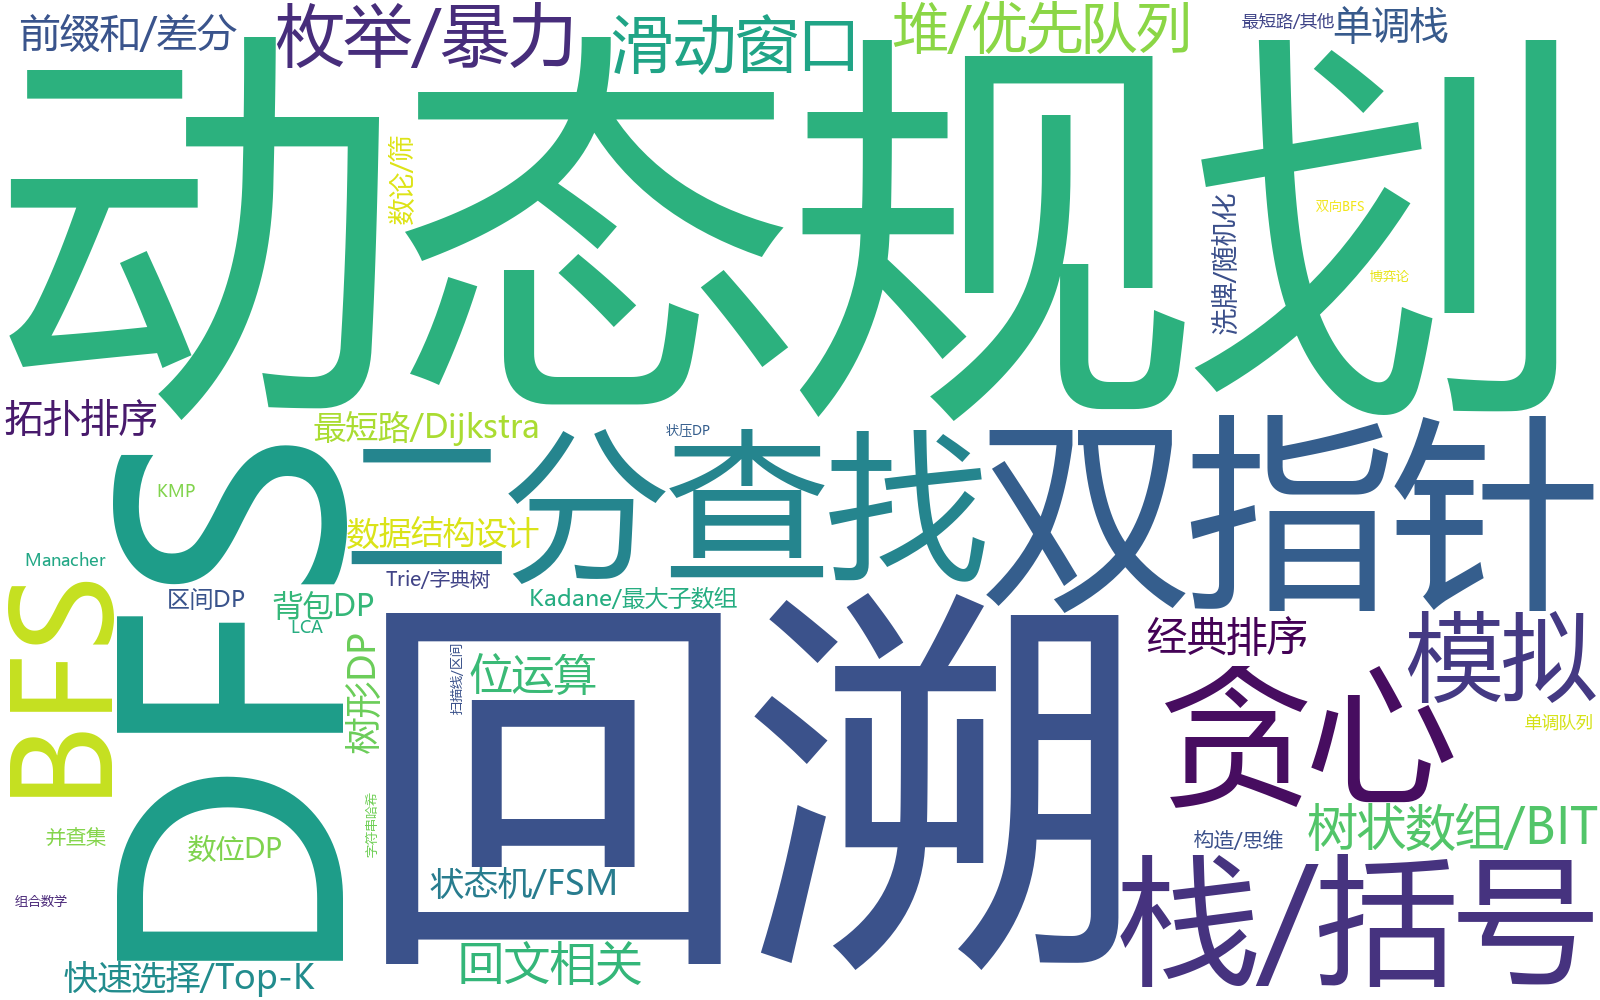 前缀和/差分
枚举/暴力
滑动窗口
堆/优先队列
最短路/其他
单调栈
动态规划
数论/筛
洗牌/随机化
双向BFS
博弈论
拓扑排序
最短路/Dijkstra
状压DP
二分查找
双指针
DFS
KMP
数据结构设计
Manacher
Trie/字典树
BFS
区间DP
背包DP
LCA
Kadane/最大子数组
回溯
树形DP
扫描线/区间
位运算
经典排序
模拟
贪心
单调队列
并查集
数位DP
字符串哈希
构造/思维
树状数组/BIT
状态机/FSM
栈/括号
组合数学
回文相关
快速选择/Top-K